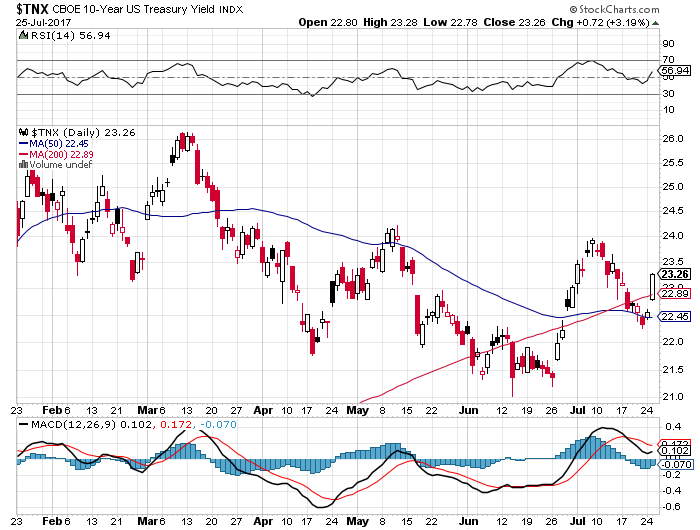 $TNX CBOE 10-Year US Treasury Yield INDX
© StockCharts.com
25-Jul-2017
Open 22.80 High 23.28 Low 22.78 Close 23.26 Chg +0.72 (+3.19%)
RSI(14) 56.94
90
70
56.94
50
30
10
$TNX (Daily) 23.26
MA(50) 22.45
MA(200) 22.89
Volume undef
26.0
25.5
25.0
24.5
24.0
23.5
23.26
23.0
22.89
22.45
22.0
21.5
21.0
23 Feb 6 13 21 27 Mar 6 13 20 27 Apr 10 17 24 May 8 15 22 Jun 12 19 26 Jul 10 17 24
MACD(12,26,9) 0.102, 0.172, -0.070
0.4
0.172
0.102
-0.070
-0.2
-0.4
-0.6
23 Feb 6 13 21 27 Mar 6 13 20 27 Apr 10 17 24 May 8 15 22 Jun 12 19 26 Jul 10 17 24